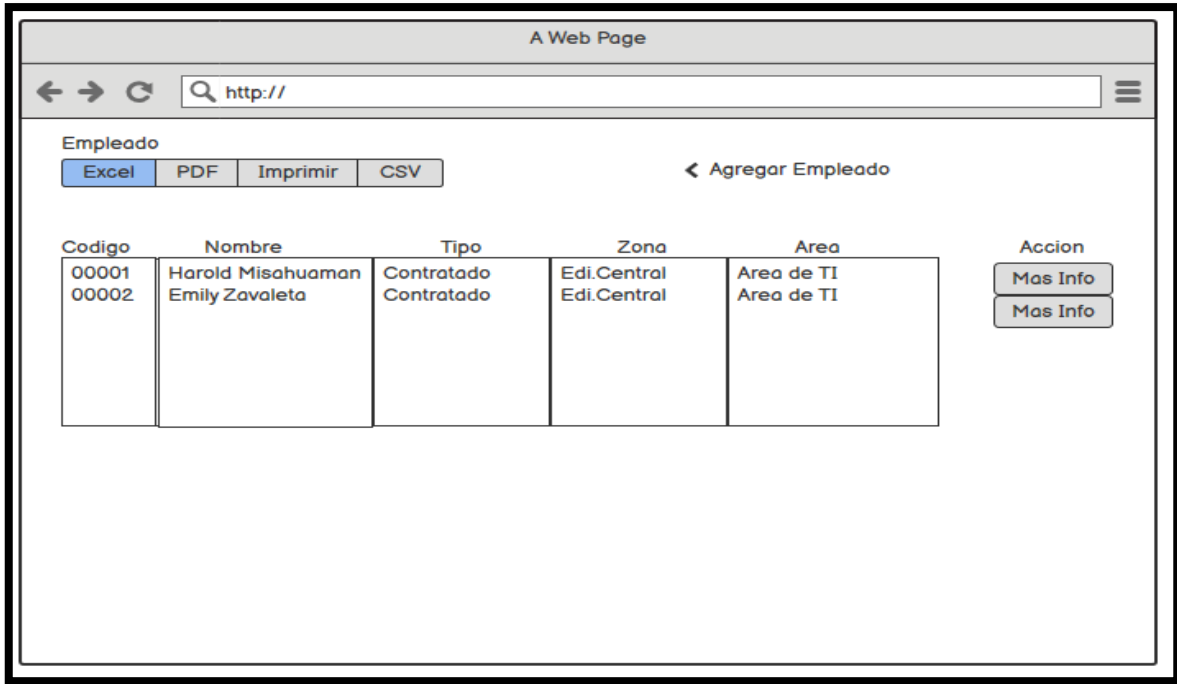 A Web Page
http://
Empleado
Excel PDF Imprimir CSV
Agregar Empleado
Codigo Nombre Tipo Zona Area Accion
00001 Harold Misahuaman Contratado Edi.Central Area de TI Mas Info
00002 Emily Zavaleta Contratado Edi.Central Area de TI Mas Info